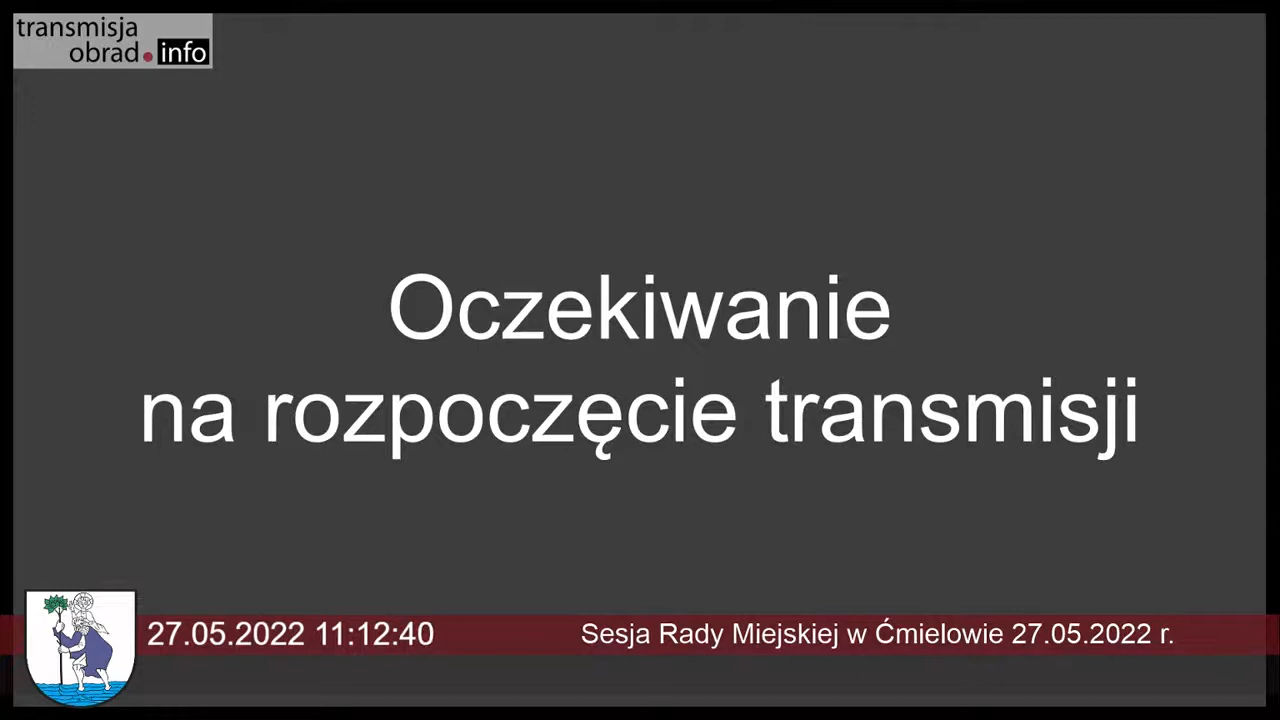 transmisja
obrad.info
Oczekiwanie
na rozpoczęcie transmisji
27.05.2022 11:12:40
Sesja Rady Miejskiej w Ćmielowie 27.05.2022 r.